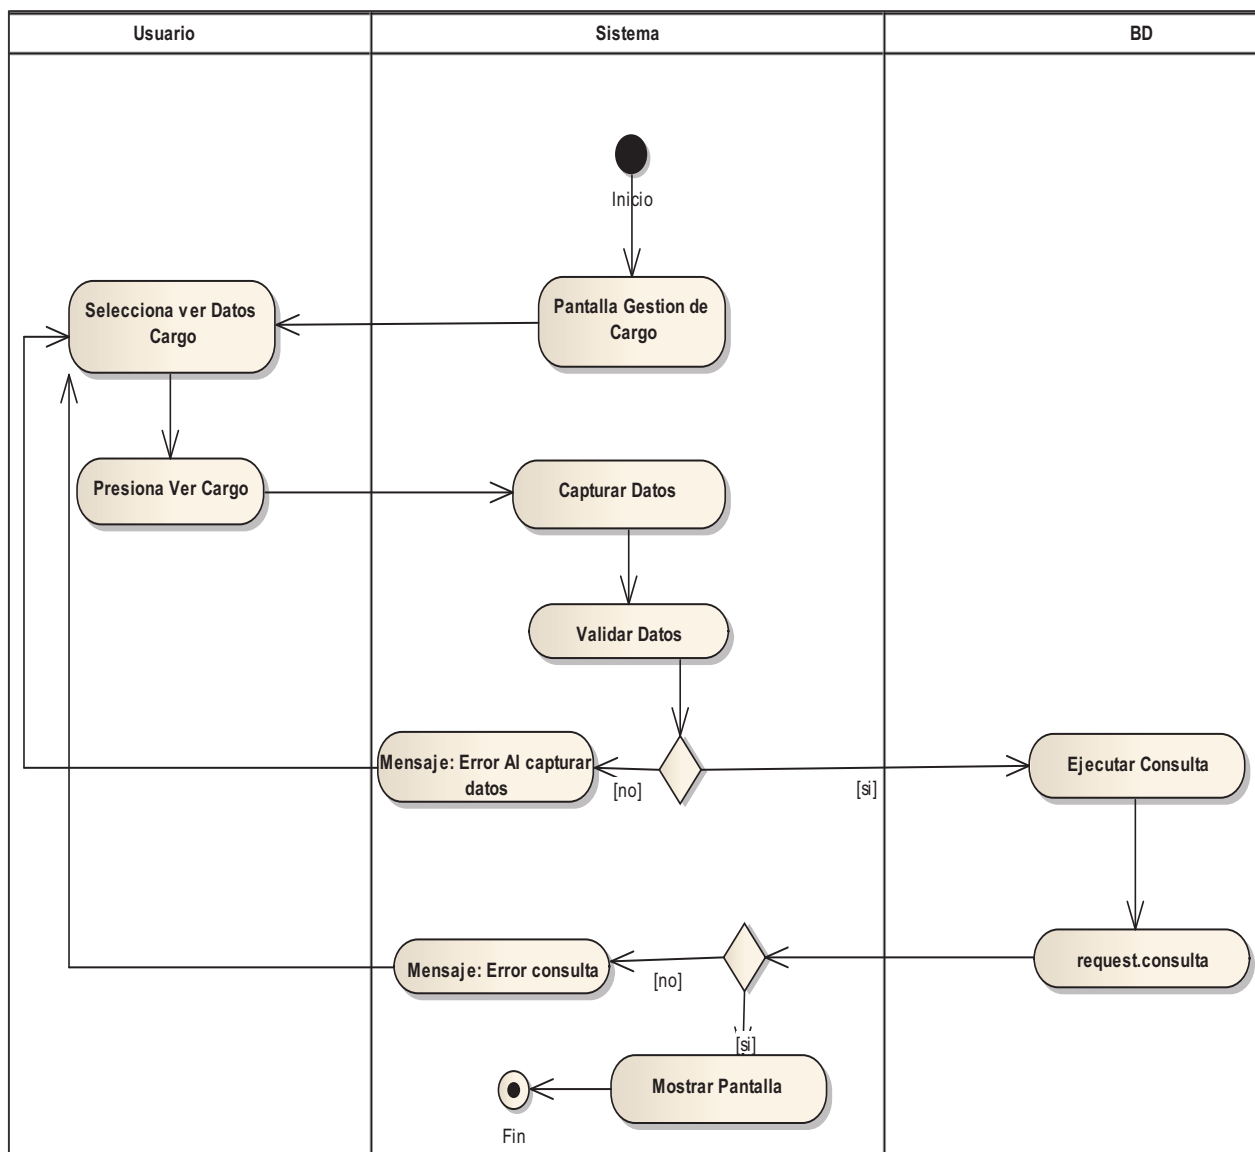 Usuario
Sistema
BD
Inicio
Selecciona ver Datos
Cargo
Pantalla Gestion de
Cargo
Presiona Ver Cargo
Capturar Datos
Validar Datos
Mensaje: Error Al capturar
datos
[no]
[si]
Ejecutar Consulta
Mensaje: Error consulta
[no]
request.consulta
[si]
Mostrar Pantalla
Fin